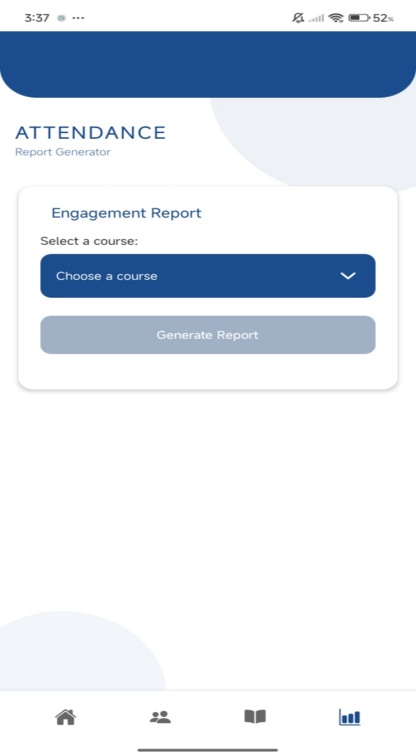 3:37
52%
ATTENDANCE
Report Generator
Engagement Report
Select a course:
Choose a course
Generate Report